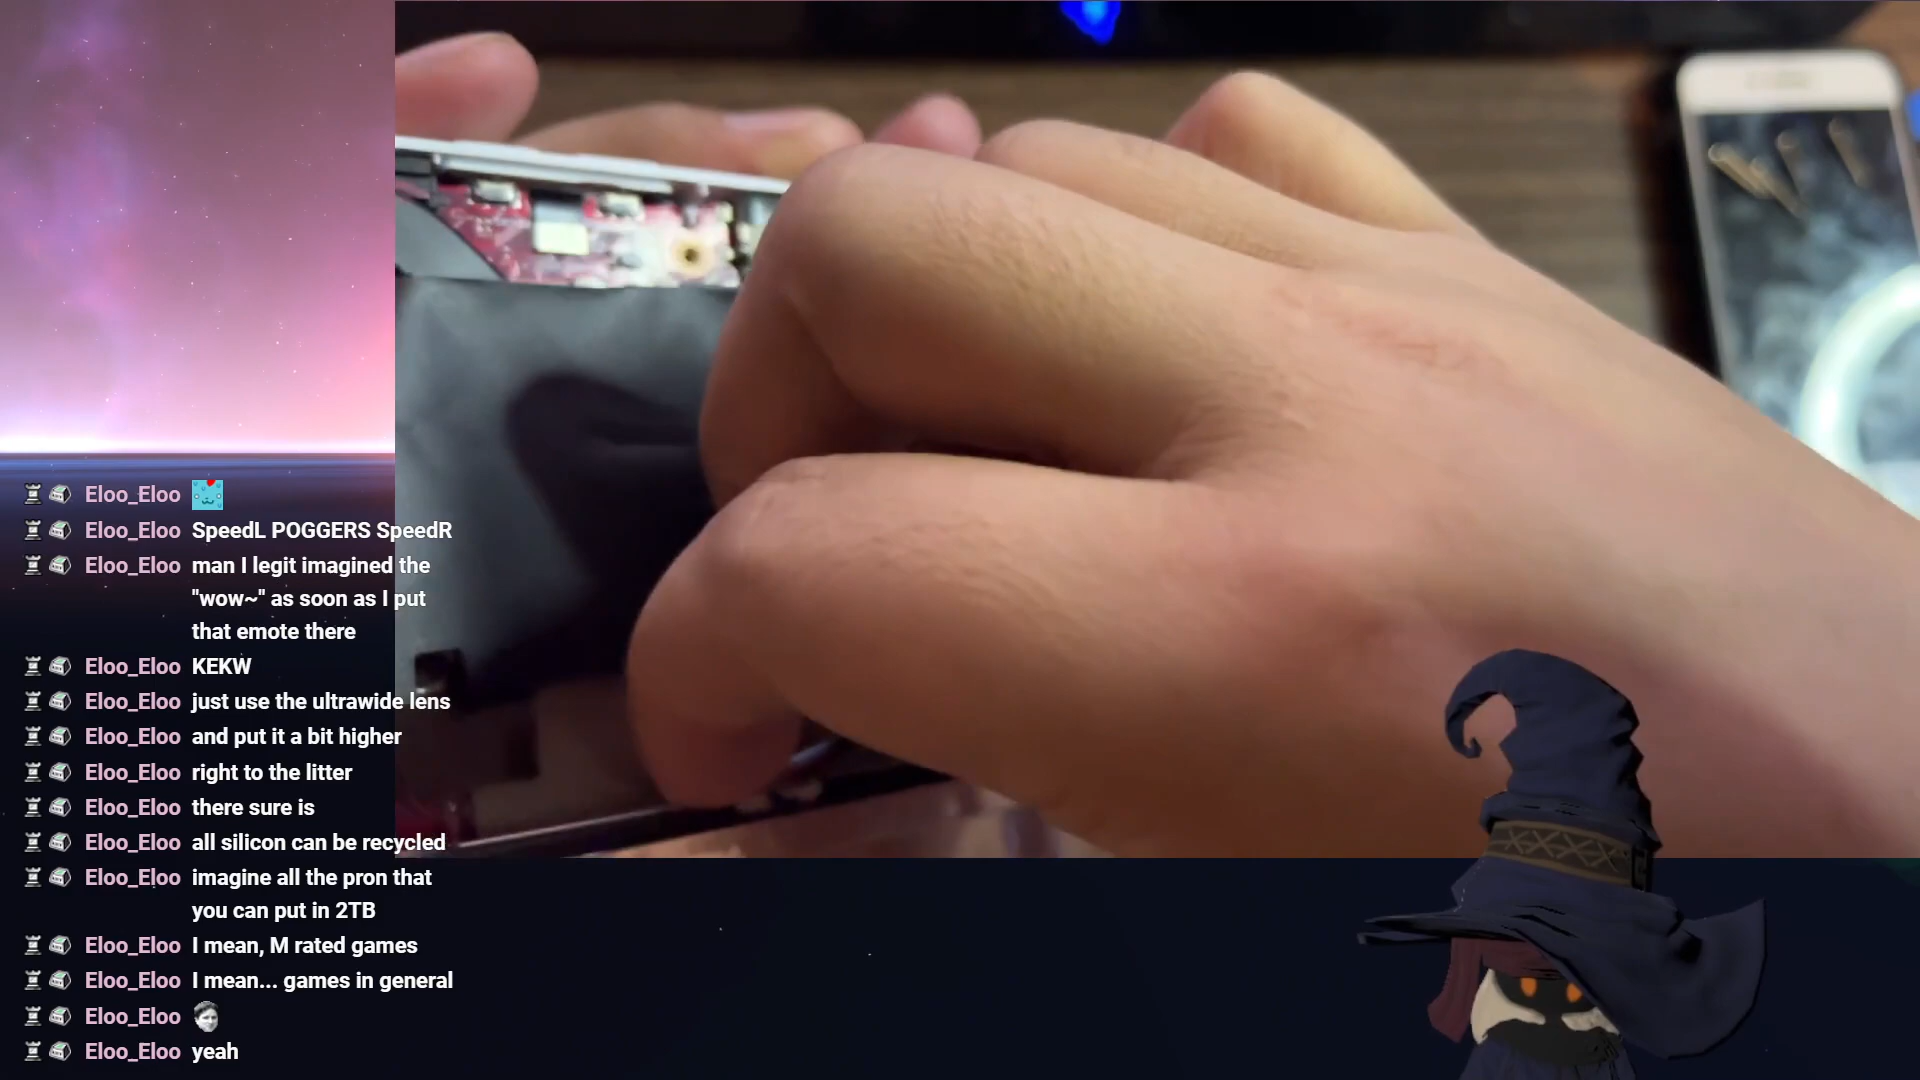 Eloo_Eloo
Eloo_Eloo SpeedL POGGERS SpeedR
Eloo_Eloo man I legit imagined the
"wow~" as soon as I put
that emote there
Eloo_Eloo KEKW
Eloo_Eloo just use the ultrawide lens
Eloo_Eloo and put it a bit higher
Eloo_Eloo right to the litter
Eloo_Eloo there sure is
Eloo_Eloo all silicon can be recycled
Eloo_Eloo imagine all the pron that
you can put in 2TB
Eloo_Eloo I mean, M rated games
Eloo_Eloo I mean... games in general
Eloo_Eloo
Eloo_Eloo yeah